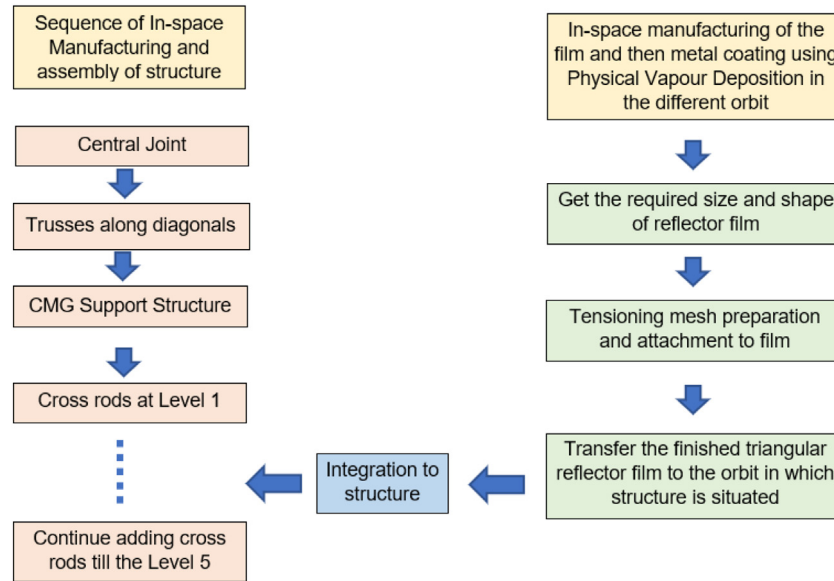 Sequence of In-space
Manufacturing and
assembly of structure
Central Joint
Trusses along diagonals
CMG Support Structure
Cross rods at Level 1
Continue adding cross
rods till the Level 5
Integration to
structure
In-space manufacturing of the
film and then metal coating using
Physical Vapour Deposition in
the different orbit
Get the required size and shape
of reflector film
Tensioning mesh preparation
and attachment to film
Transfer the finished triangular
reflector film to the orbit in which
structure is situated